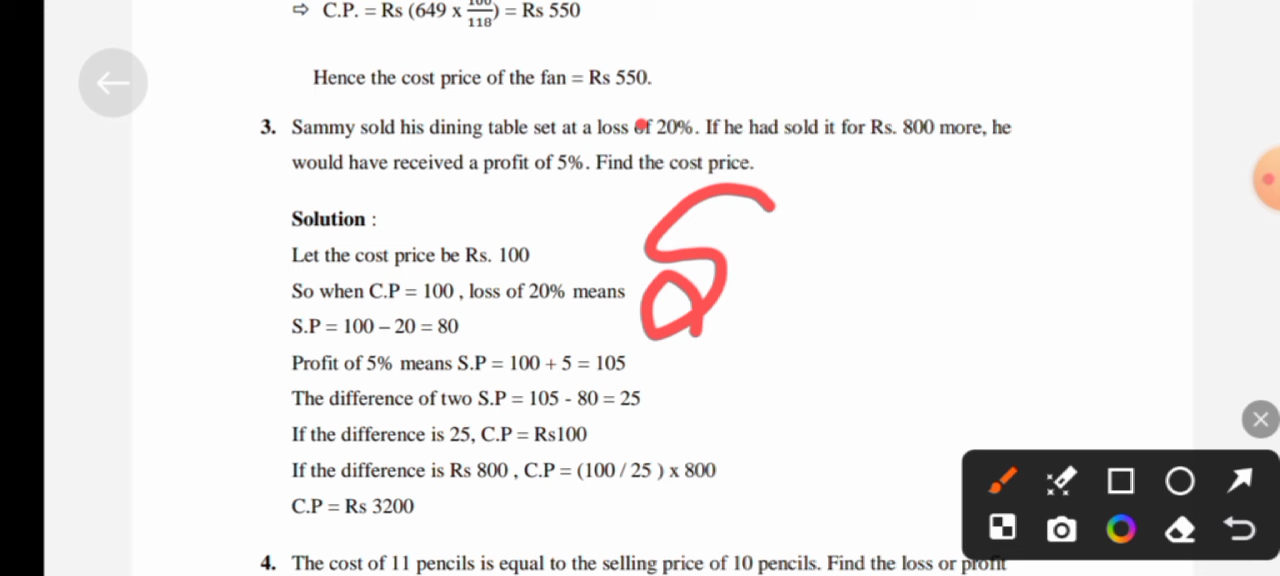 ⇨ C.P. = Rs (649 x 100/118) = Rs 550
Hence the cost price of the fan = Rs 550.
3. Sammy sold his dining table set at a loss of 20%. If he had sold it for Rs. 800 more, he
would have received a profit of 5%. Find the cost price.
Solution :
Let the cost price be Rs. 100
So when C.P = 100 , loss of 20% means
S.P = 100 – 20 = 80
Profit of 5% means S.P = 100 + 5 = 105
The difference of two S.P = 105 - 80 = 25
If the difference is 25, C.P = Rs100
If the difference is Rs 800 , C.P = (100 / 25 ) x 800
C.P = Rs 3200
4. The cost of 11 pencils is equal to the selling price of 10 pencils. Find the loss or profit